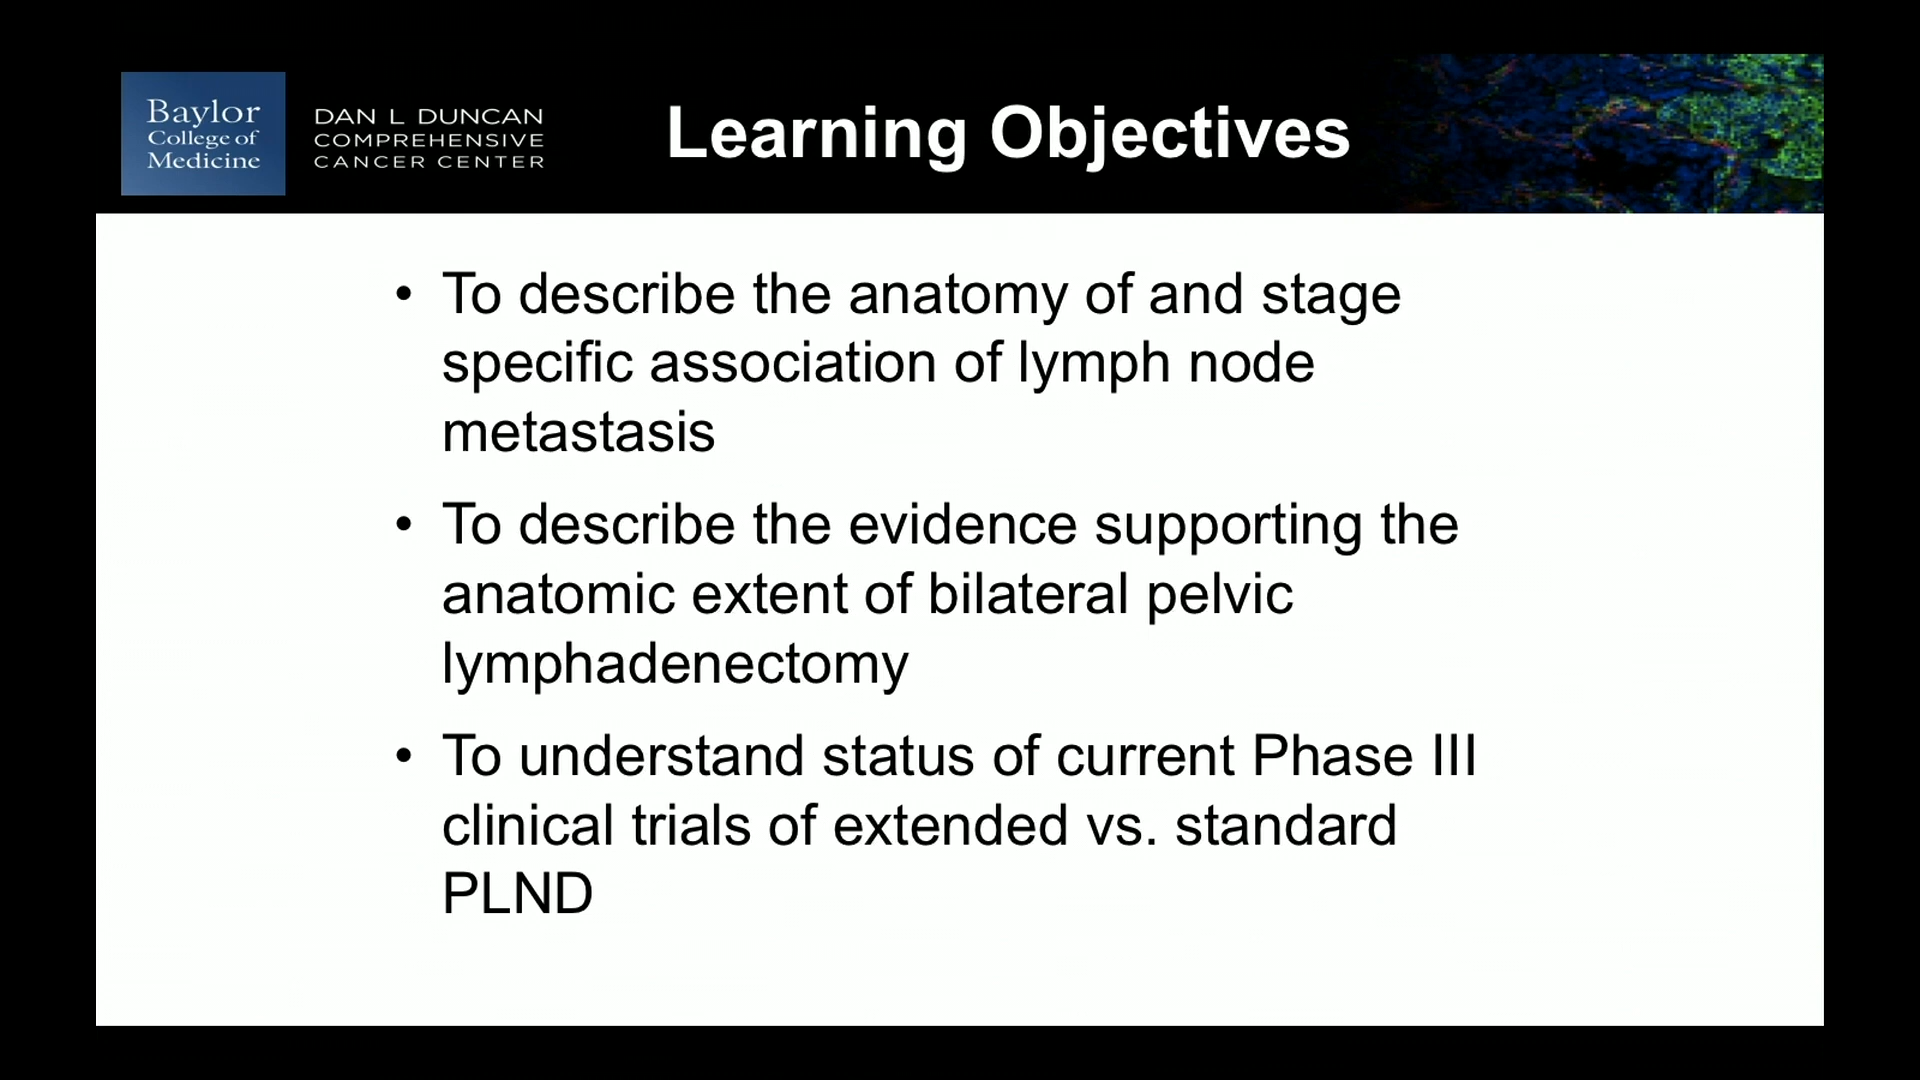 Baylor
College of
Medicine
DAN L DUNCAN
COMPREHENSIVE
CANCER CENTER
Learning Objectives
• To describe the anatomy of and stage
specific association of lymph node
metastasis
• To describe the evidence supporting the
anatomic extent of bilateral pelvic
lymphadenectomy
• To understand status of current Phase III
clinical trials of extended vs. standard
PLND